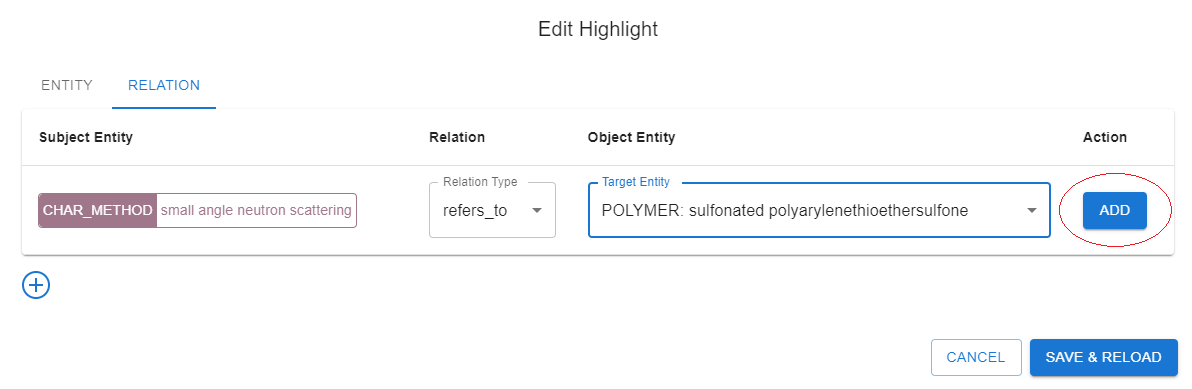 Edit Highlight
ENTITY RELATION
Subject Entity Relation Object Entity Action
Relation Type Target Entity
CHAR_METHOD small angle neutron scattering refers_to POLYMER: sulfonated polyarylenethioethersulfone ADD
CANCEL SAVE & RELOAD